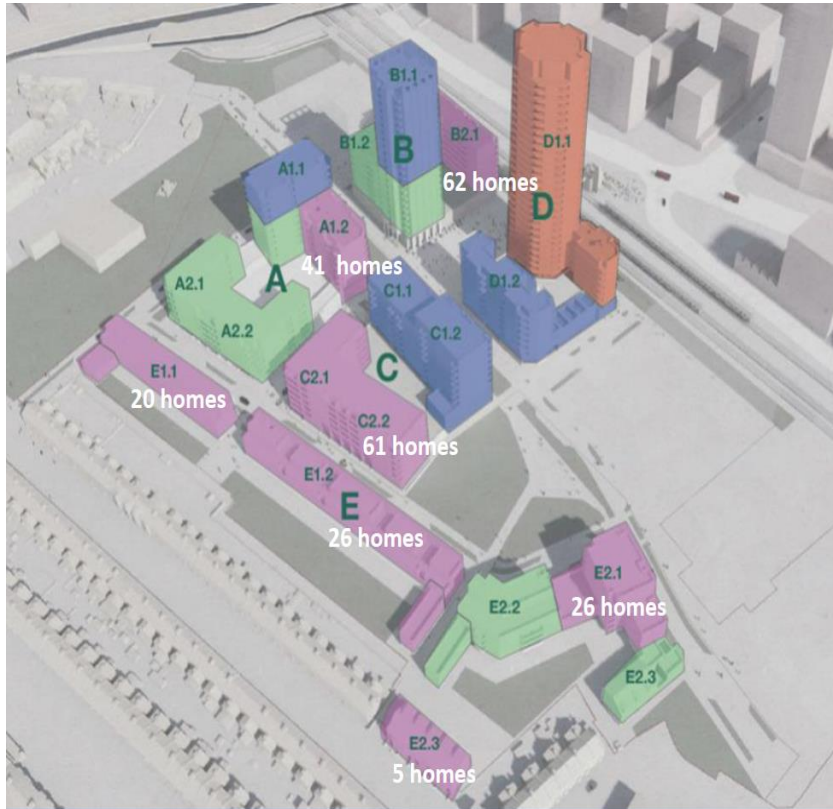 B1.1
B1.2
B
B2.1
D1.1
62 homes
A1.1
D
A1.2
41 homes
A2.1
A
C1.1
D1.2
A2.2
C1.2
E1.1
C2.1
C
20 homes
C2.2
61 homes
E1.2
E
26 homes
E2.1
E2.2
26 homes
E2.3
E2.3
5 homes